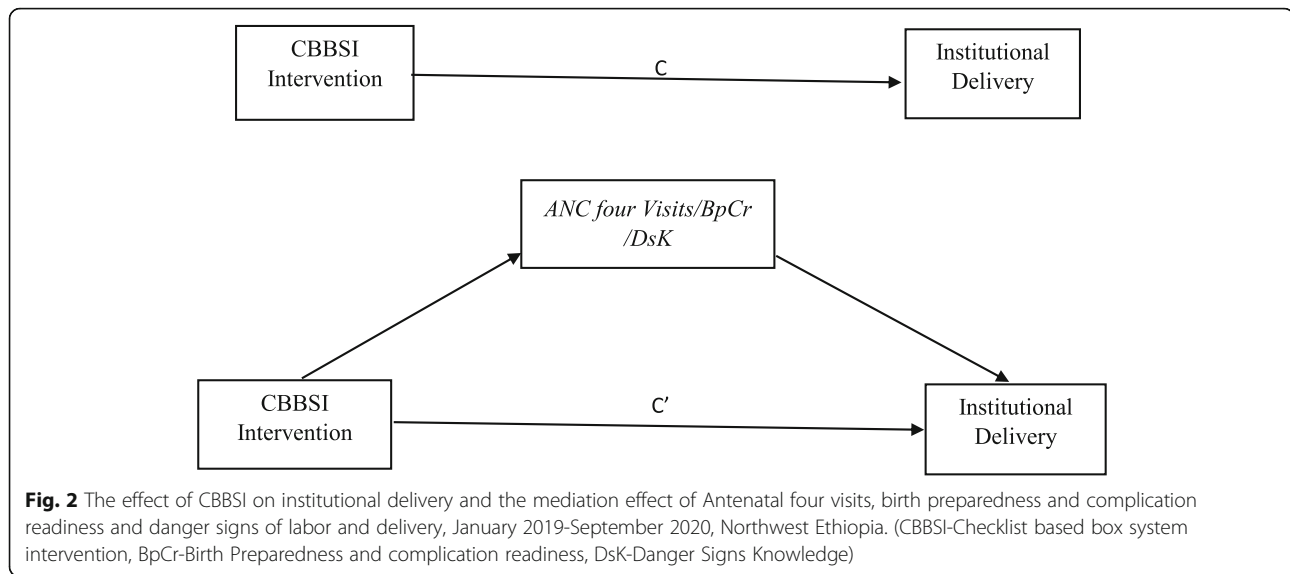 CBBSI
Intervention
C
Institutional
Delivery
ANC four Visits/BpCr
/DsK
CBBSI
Intervention
C’
Institutional
Delivery
Fig. 2 The effect of CBBSI on institutional delivery and the mediation effect of Antenatal four visits, birth preparedness and complication
readiness and danger signs of labor and delivery, January 2019-September 2020, Northwest Ethiopia. (CBBSI-Checklist based box system
intervention, BpCr-Birth Preparedness and complication readiness, DsK-Danger Signs Knowledge)